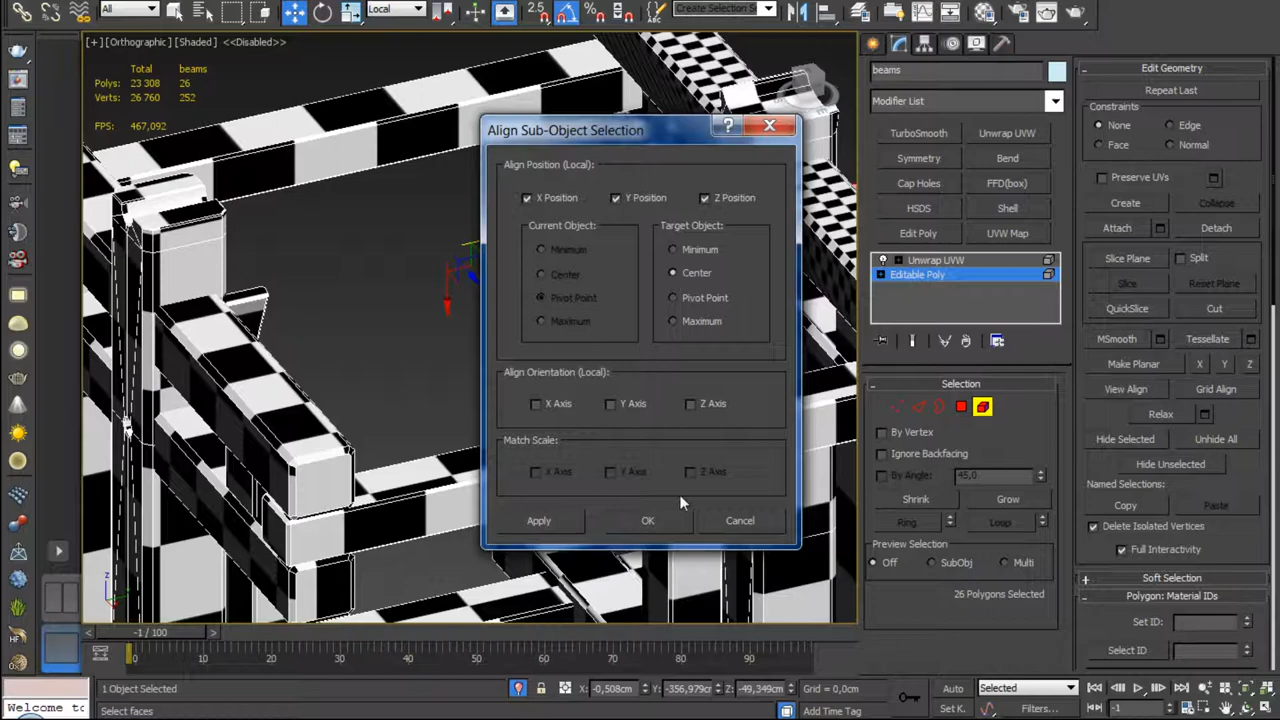 All
Local
2.5
Create Selection Se
[+] [Orthographic] [Shaded] <<Disabled>>
Total beams
Polys: 23 308 26
Verts: 26 760 252
FPS: 467,092
Align Sub-Object Selection
Align Position (Local):
X Position Y Position Z Position
Current Object: Target Object:
Minimum Minimum
Center Center
Pivot Point Pivot Point
Maximum Maximum
Align Orientation (Local):
X Axis Y Axis Z Axis
Match Scale:
X Axis Y Axis Z Axis
Apply OK Cancel
beams
Modifier List
TurboSmooth Unwrap UVW
Symmetry Bend
Cap Holes FFD(box)
HSDS Shell
Edit Poly UVW Map
Unwrap UVW
Editable Poly
Selection
By Vertex
Ignore Backfacing
By Angle: 45,0
Shrink Grow
Ring Loop
Preview Selection
Off SubObj Multi
26 Polygons Selected
Edit Geometry
Repeat Last
Constraints
None Edge
Face Normal
Preserve UVs
Create Collapse
Attach Detach
Slice Plane Split
Slice Reset Plane
QuickSlice Cut
MSmooth Tessellate
Make Planar X Y Z
View Align Grid Align
Relax
Hide Selected Unhide All
Hide Unselected
Named Selections:
Copy Paste
Delete Isolated Vertices
Full Interactivity
Soft Selection
Polygon: Material IDs
Set ID:
Select ID
HF
z
< -1 / 100 >
0 10 20 30 40 50 60 70 80 90
1 Object Selected X: -0,508cm Y: -356,979cm Z: -49,349cm Grid = 0,0cm Auto Selected
Welcome to Select faces Add Time Tag Set K. Filters... -1